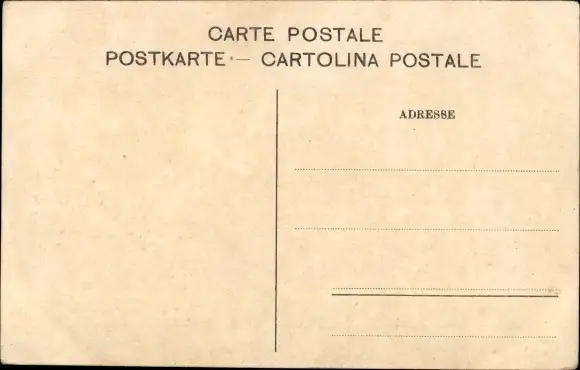 CARTE POSTALE
POSTKARTE — CARTOLINA POSTALE
ADRESSE